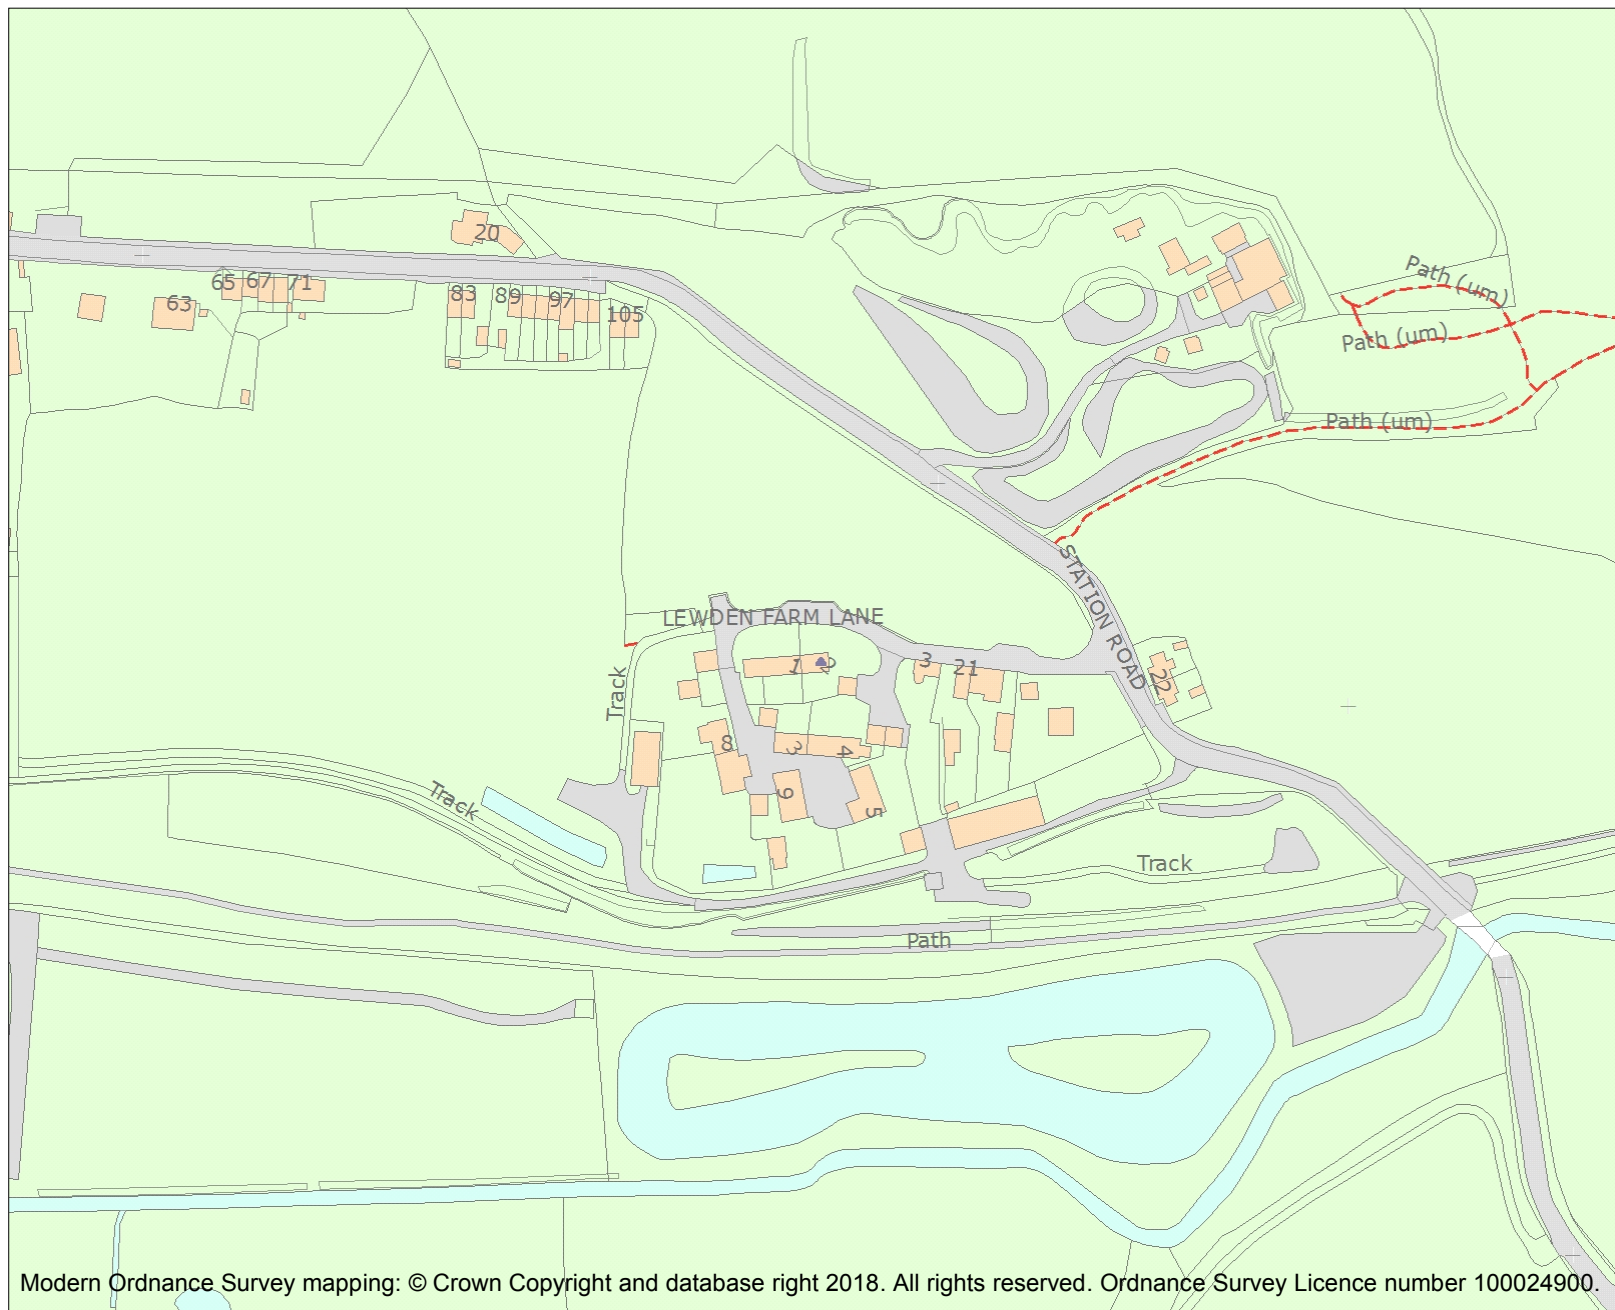 20
65 67 71
63
83 89 97
105
Path (um)
Path (um)
Path (um)
STATION ROAD
LEWDEN FARM LANE
1 2
3 21
22
Track
8
3 4
9
5
Track
Track
Path
Modern Ordnance Survey mapping: © Crown Copyright and database right 2018. All rights reserved. Ordnance Survey Licence number 100024900.